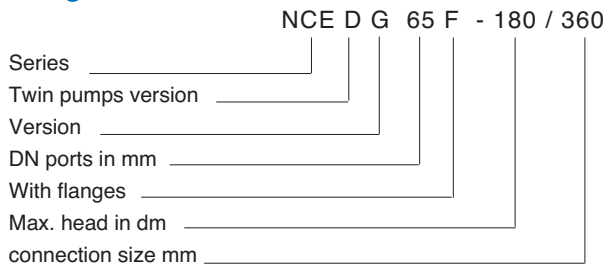 NCE D G 65 F - 180 / 360
Series
Twin pumps version
Version
DN ports in mm
With flanges
Max. head in dm
connection size mm